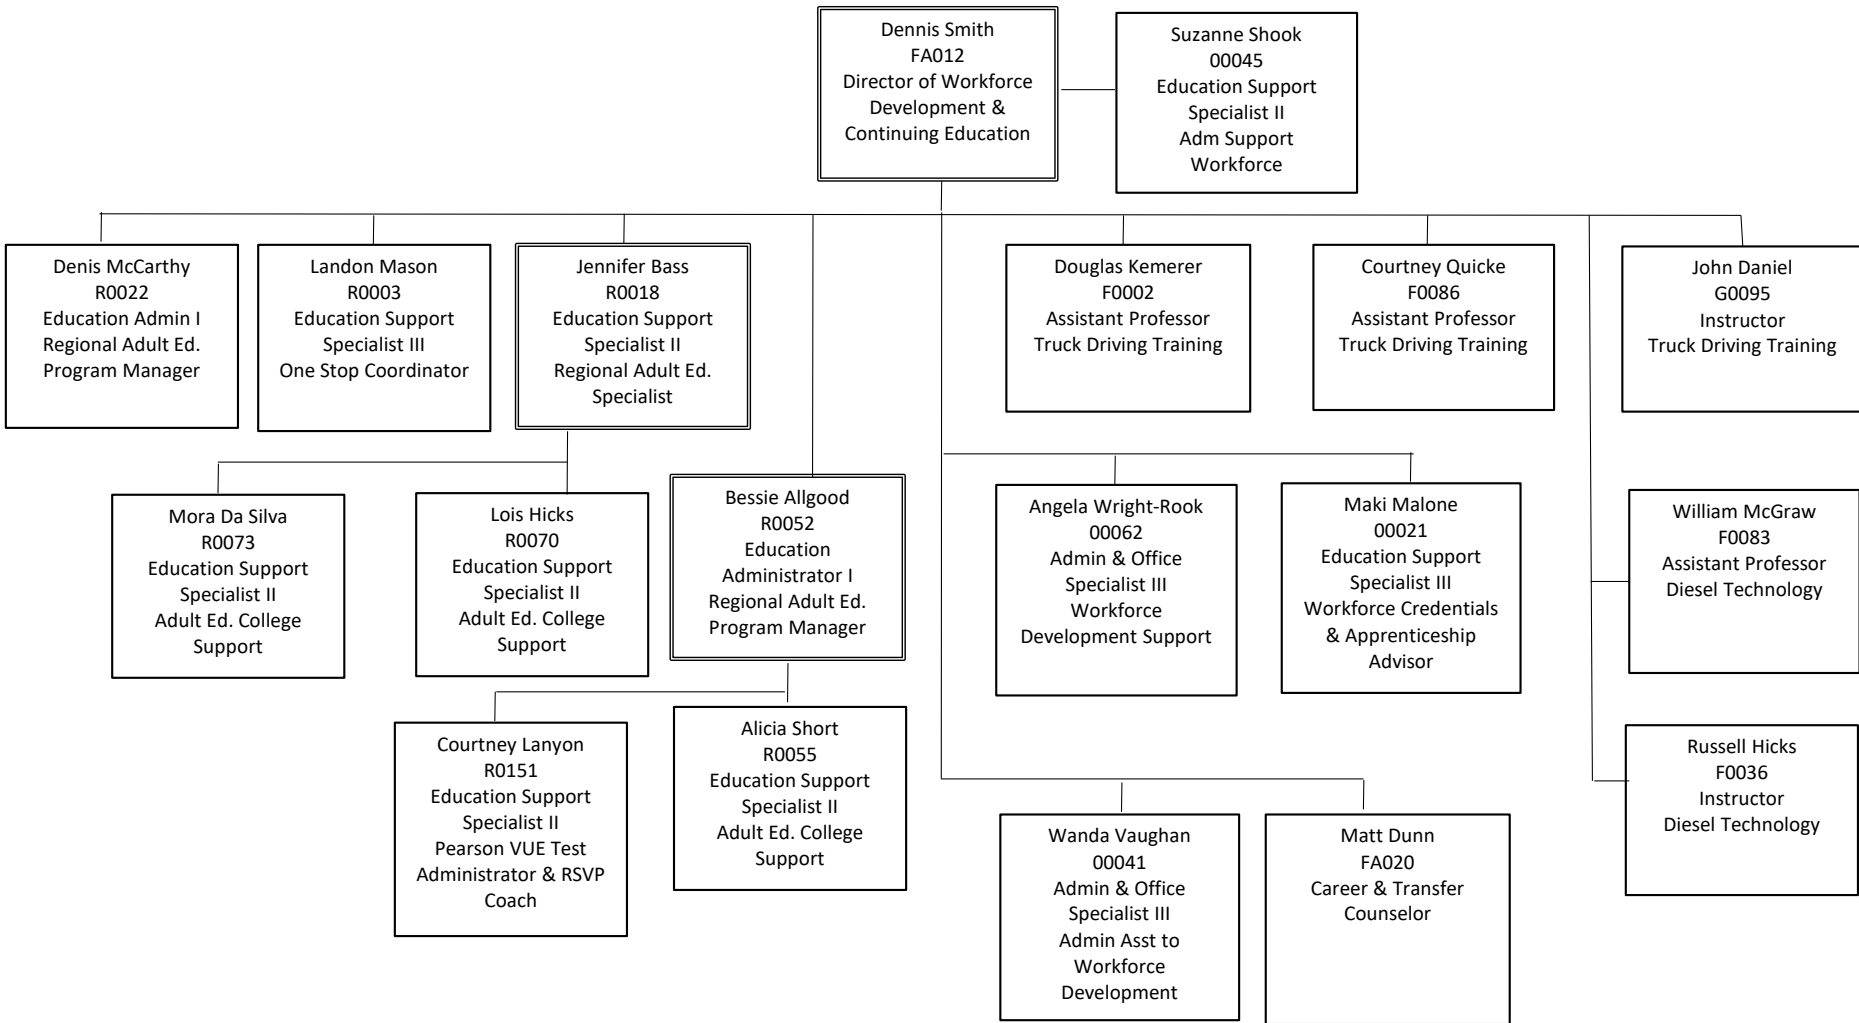 Dennis Smith
FA012
Director of Workforce
Development &
Continuing Education
Suzanne Shook
00045
Education Support
Specialist II
Adm Support
Workforce
Denis McCarthy
R0022
Education Admin I
Regional Adult Ed.
Program Manager
Landon Mason
R0003
Education Support
Specialist III
One Stop Coordinator
Jennifer Bass
R0018
Education Support
Specialist II
Regional Adult Ed.
Specialist
Douglas Kemerer
F0002
Assistant Professor
Truck Driving Training
Courtney Quicke
F0086
Assistant Professor
Truck Driving Training
John Daniel
G0095
Instructor
Truck Driving Training
Mora Da Silva
R0073
Education Support
Specialist II
Adult Ed. College
Support
Lois Hicks
R0070
Education Support
Specialist II
Adult Ed. College
Support
Bessie Allgood
R0052
Education
Administrator I
Regional Adult Ed.
Program Manager
Angela Wright-Rook
00062
Admin & Office
Specialist III
Workforce
Development Support
Maki Malone
00021
Education Support
Specialist III
Workforce Credentials
& Apprenticeship
Advisor
William McGraw
F0083
Assistant Professor
Diesel Technology
Courtney Lanyon
R0151
Education Support
Specialist II
Pearson VUE Test
Administrator & RSVP
Coach
Alicia Short
R0055
Education Support
Specialist II
Adult Ed. College
Support
Russell Hicks
F0036
Instructor
Diesel Technology
Wanda Vaughan
00041
Admin & Office
Specialist III
Admin Asst to
Workforce
Development
Matt Dunn
FA020
Career & Transfer
Counselor